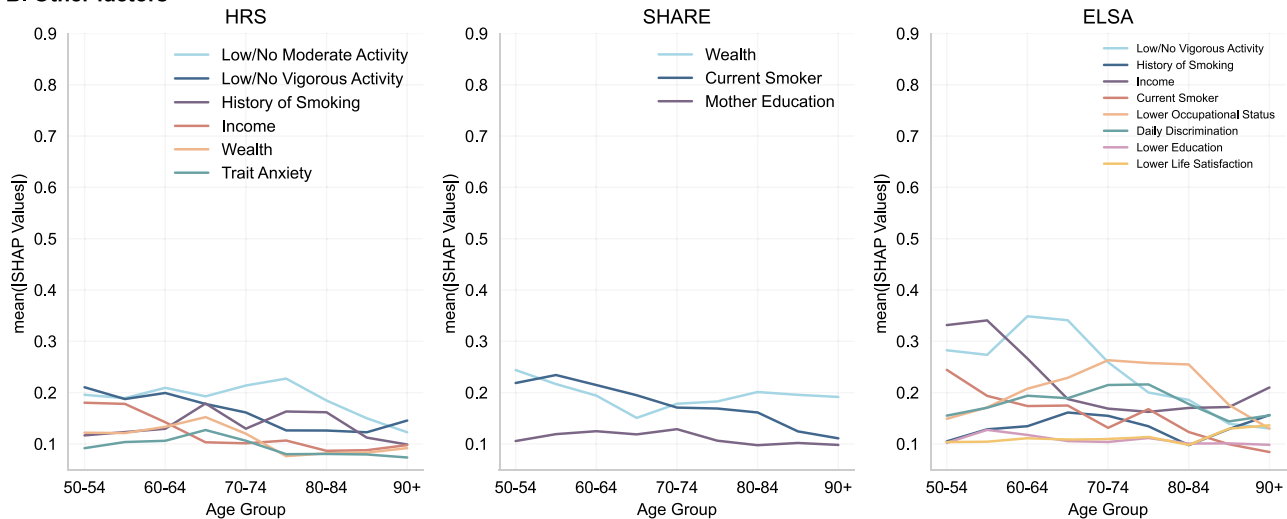 B. Other factors
HRS
0.9
0.8
0.7
0.6
0.5
0.4
0.3
0.2
0.1
mean(|SHAP Values|)
Low/No Moderate Activity
Low/No Vigorous Activity
History of Smoking
Income
Wealth
Trait Anxiety
50-54
60-64
70-74
80-84
90+
Age Group
SHARE
0.9
0.8
0.7
0.6
0.5
0.4
0.3
0.2
0.1
mean(|SHAP Values|)
Wealth
Current Smoker
Mother Education
50-54
60-64
70-74
80-84
90+
Age Group
ELSA
0.9
0.8
0.7
0.6
0.5
0.4
0.3
0.2
0.1
mean(|SHAP Values|)
Low/No Vigorous Activity
History of Smoking
Income
Current Smoker
Lower Occupational Status
Daily Discrimination
Lower Education
Lower Life Satisfaction
50-54
60-64
70-74
80-84
90+
Age Group